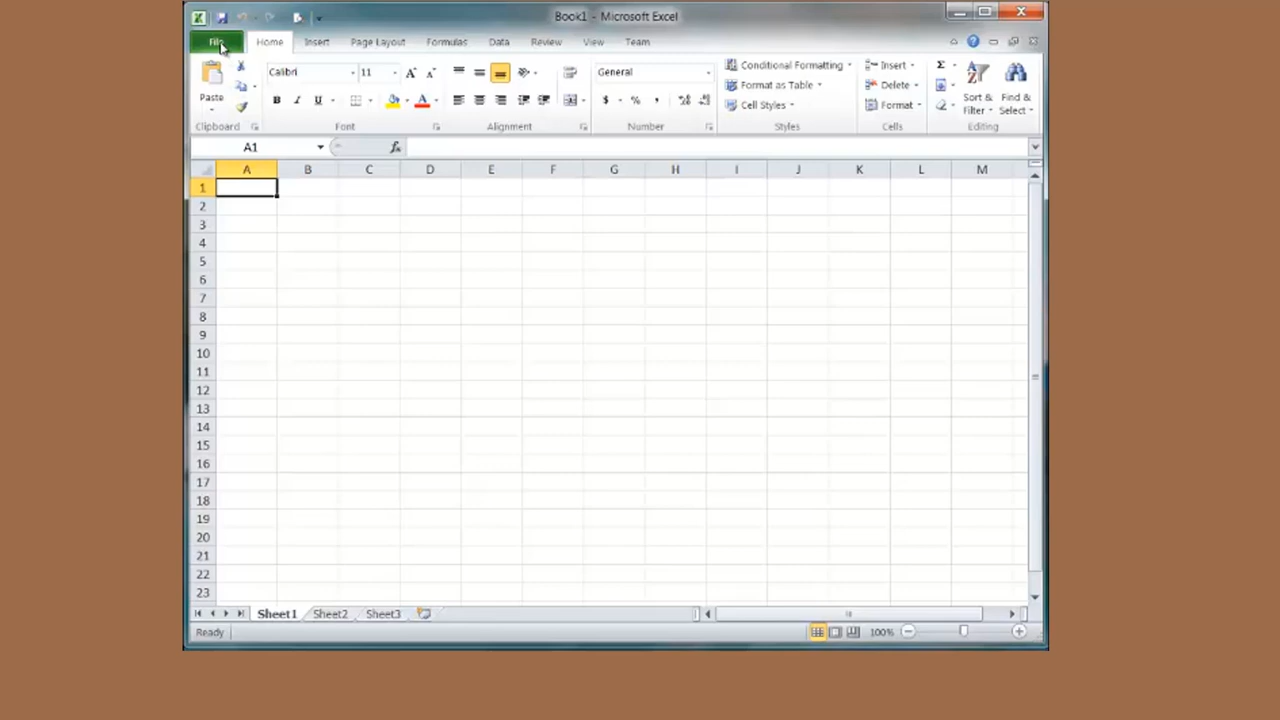 Book1 - Microsoft Excel
File Home Insert Page Layout Formulas Data Review View Team
Calibri 11 General Conditional Formatting Insert Σ
Paste Format as Table Delete Sort & Find &
B I U A $ % , Cell Styles Format Filter Select
Clipboard Font Alignment Number Styles Cells Editing
A1 fx
A B C D E F G H I J K L M
1
2
3
4
5
6
7
8
9
10
11
12
13
14
15
16
17
18
19
20
21
22
23
Sheet1 Sheet2 Sheet3
Ready 100%